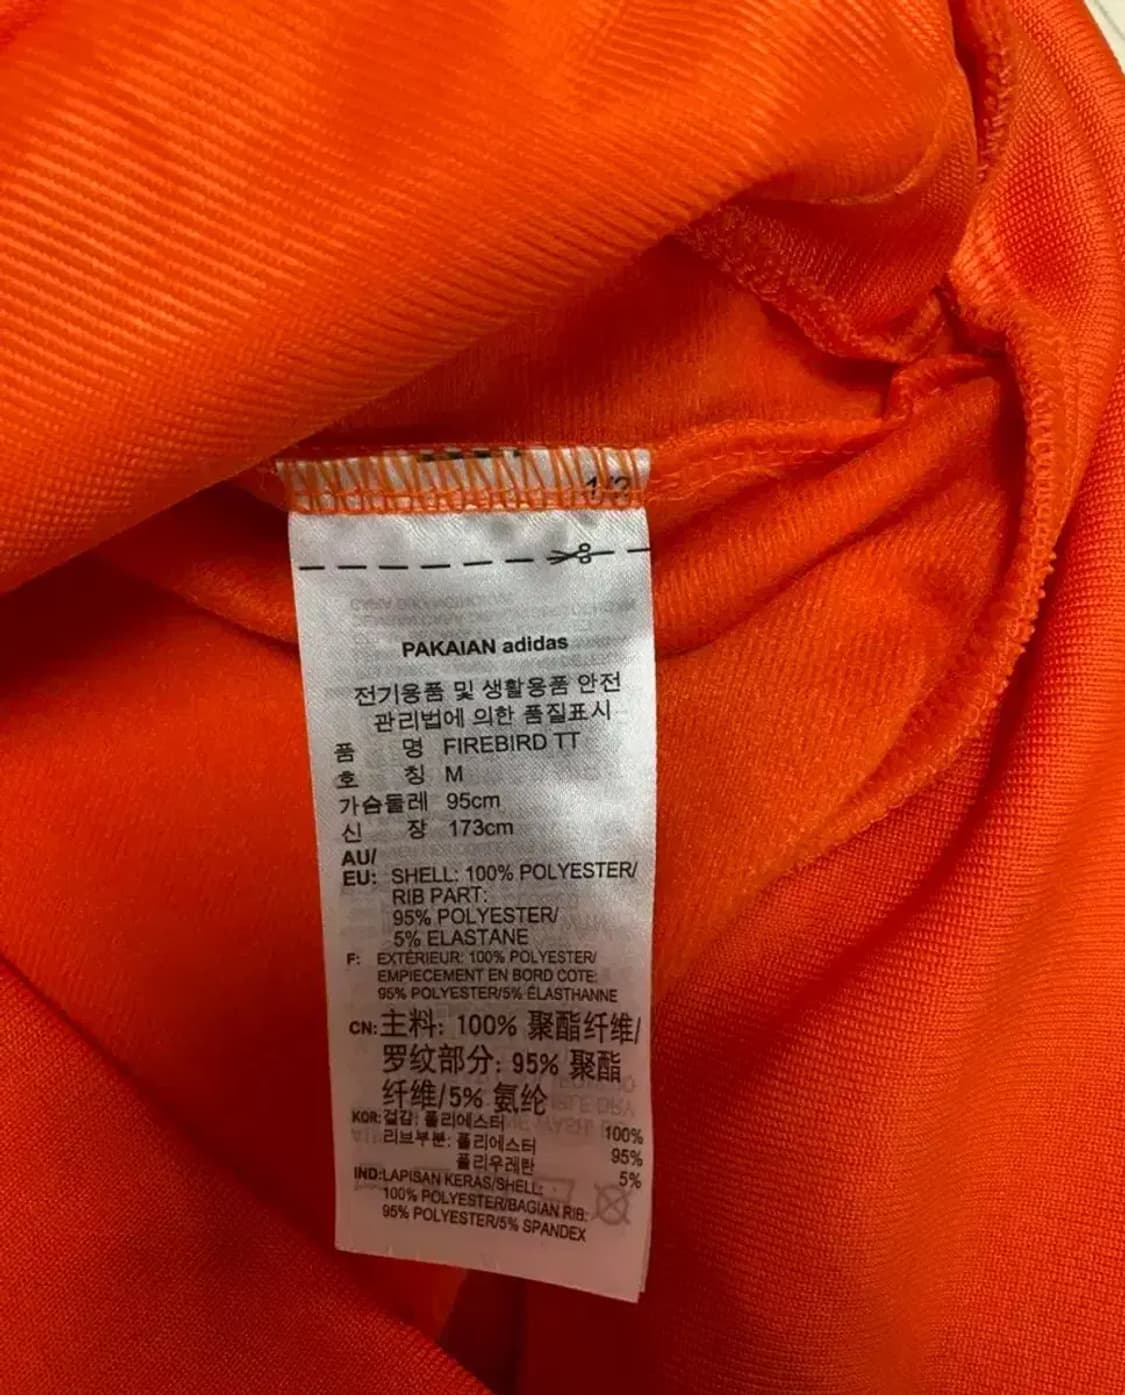 1/3
PAKAIAN adidas
전기용품 및 생활용품 안전
관리법에 의한 품질표시
품 명 FIREBIRD TT
호 칭 M
가슴둘레 95cm
신 장 173cm
AU/
EU: SHELL: 100% POLYESTER/
RIB PART:
95% POLYESTER/
5% ELASTANE
F: EXTÉRIEUR: 100% POLYESTER/
EMPIECEMENT EN BORD COTE:
95% POLYESTER/5% ÉLASTHANNE
CN: 主料: 100% 聚酯纤维/
罗纹部分: 95% 聚酯
纤维/5% 氨纶
KOR: 겉감: 폴리에스터 100%
리브부분: 폴리에스터 95%
폴리우레탄 5%
IND: LAPISAN KERAS/SHELL:
100% POLYESTER/BAGIAN RIB:
95% POLYESTER/5% SPANDEX